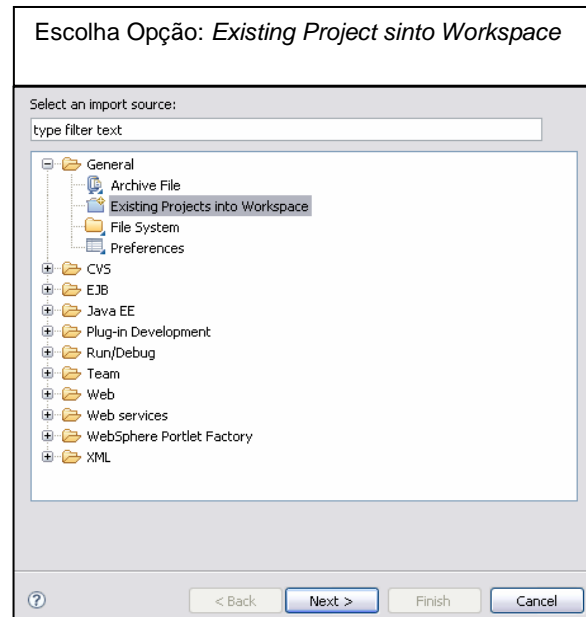 Escolha Opção: Existing Project sinto Workspace
Select an import source:
type filter text
General
Archive File
Existing Projects into Workspace
File System
Preferences
CVS
EJB
Java EE
Plug-in Development
Run/Debug
Team
Web
Web services
WebSphere Portlet Factory
XML
? < Back Next > Finish Cancel